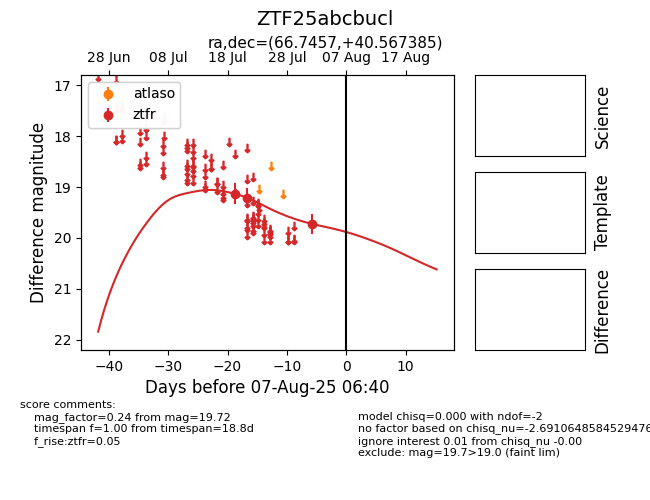 ZTF25abcbucl
ra,dec=(66.7457,+40.567385)
28 Jun 08 Jul 18 Jul 28 Jul 07 Aug 17 Aug
17
18
19
20
21
22
Difference magnitude
atlaso
ztfr
−40 −30 −20 −10 0 10
Days before 07-Aug-25 06:40
Science
Template
Difference
score comments:
mag_factor=0.24 from mag=19.72
timespan f=1.00 from timespan=18.8d
f_rise:ztfr=0.05
model chisq=0.000 with ndof=-2
no factor based on chisq_nu=-2.6910648584529476
ignore interest 0.01 from chisq_nu -0.00
exclude: mag=19.7>19.0 (faint lim)